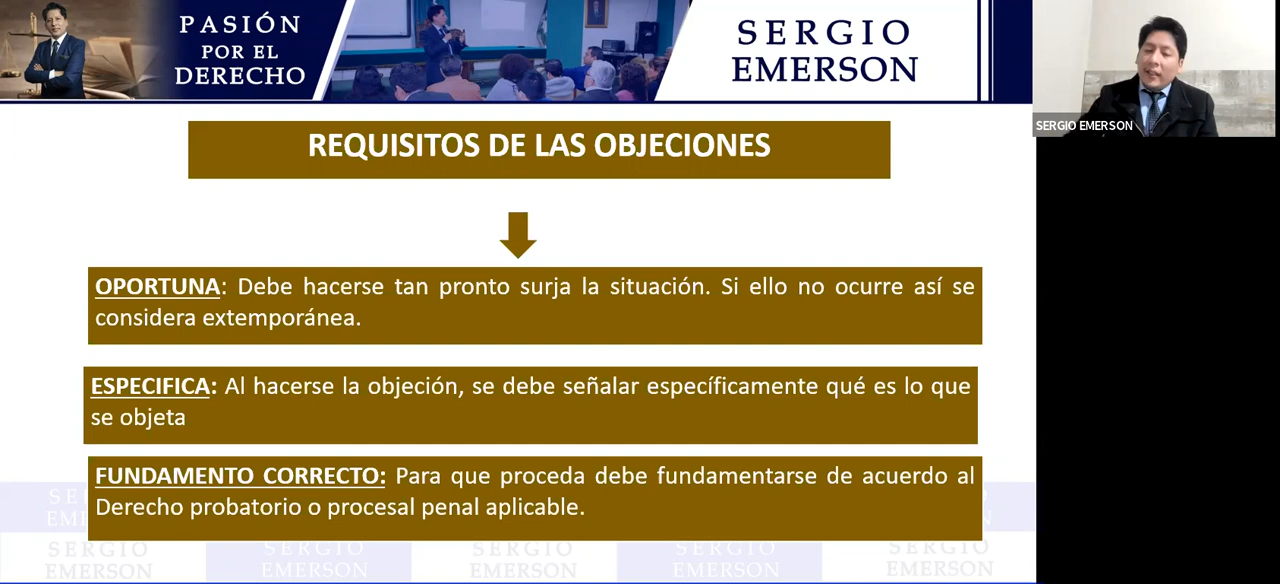 PASIÓN
POR EL
DERECHO
SERGIO
EMERSON
SERGIO EMERSON
REQUISITOS DE LAS OBJECIONES
OPORTUNA: Debe hacerse tan pronto surja la situación. Si ello no ocurre así se
considera extemporánea.
ESPECIFICA: Al hacerse la objeción, se debe señalar específicamente qué es lo que
se objeta
FUNDAMENTO CORRECTO: Para que proceda debe fundamentarse de acuerdo al
Derecho probatorio o procesal penal aplicable.
SE
EMI
N
SERGIO
EMERSON
SERGIO
EMERSON
SERGIO
EMERSON
SERGIO
EMERSON
SERGIO
EMERSON